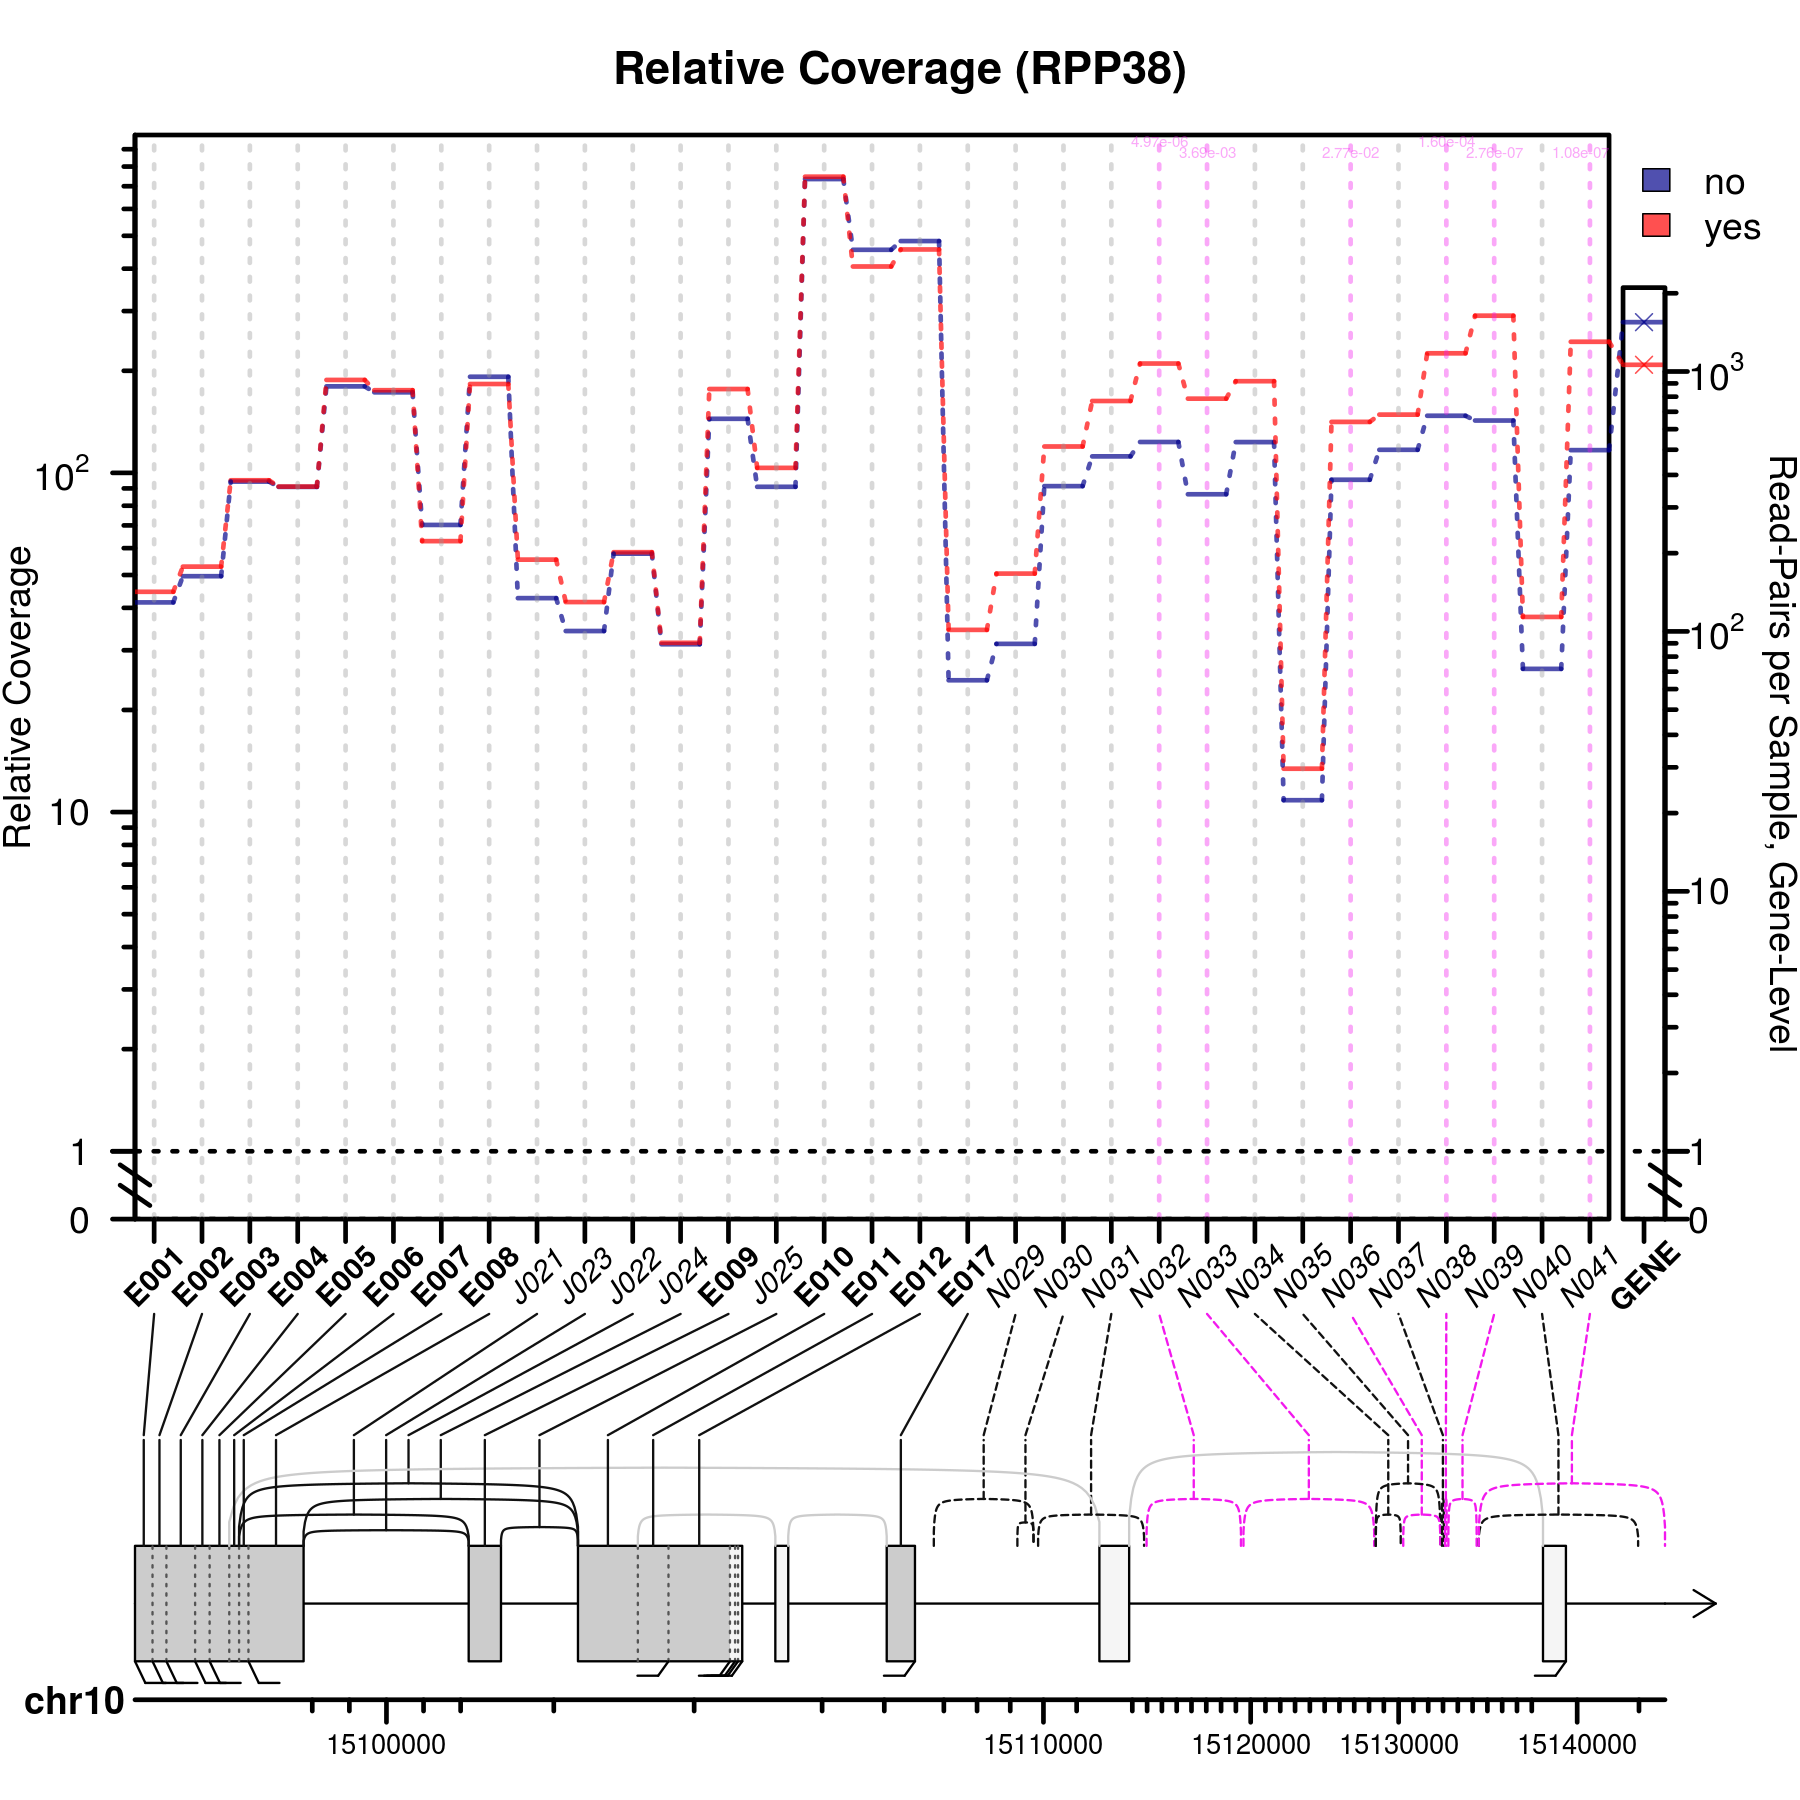 Relative Coverage (RPP38)
4.97e-06
3.69e-03
2.77e-02
1.60e-04
2.76e-07
1.08e-07
no
yes
Relative Coverage
10²
10
1
0
10³
10²
10
1
0
Read-Pairs per Sample, Gene-Level
E001 E002 E003 E004 E005 E006 E007 E008 J021 J023 J022 J024 E009 J025 E010 E011 E012 E017 N029 N030 N031 N032 N033 N034 N035 N036 N037 N038 N039 N040 N041 GENE
chr10
15100000 15110000 15120000 15130000 15140000